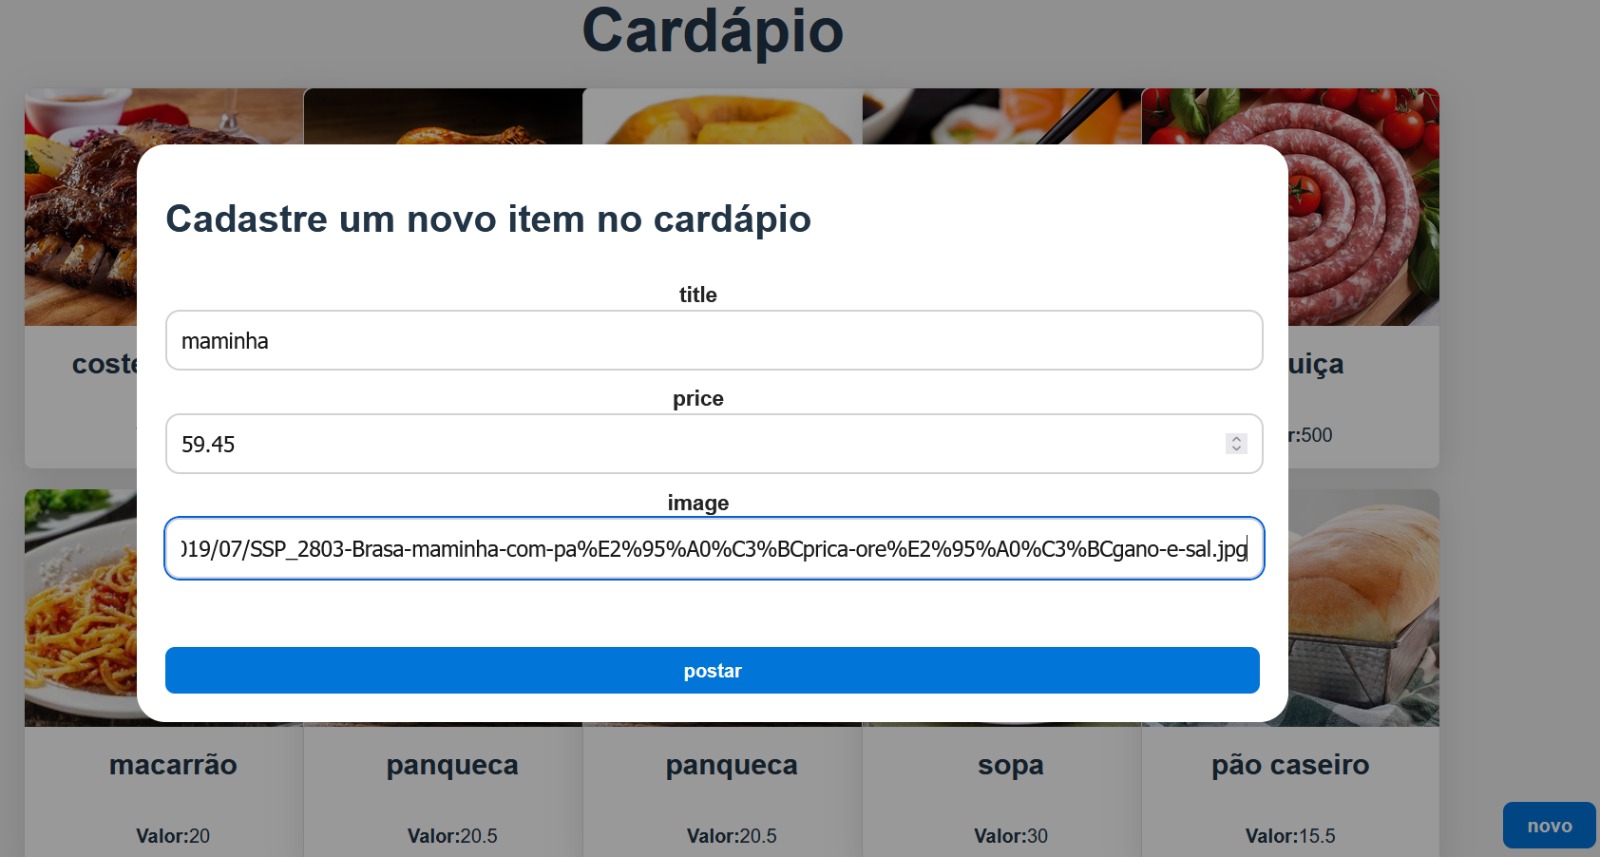 Cardápio
Cadastre um novo item no cardápio
title
maminha
price
59.45
image
019/07/SSP_2803-Brasa-maminha-com-pa%E2%95%A0%C3%BCprica-ore%E2%95%A0%C3%BCgano-e-sal.jpg
postar
coste
uiça
r:500
macarrão
panqueca
panqueca
sopa
pão caseiro
Valor:20
Valor:20.5
Valor:20.5
Valor:30
Valor:15.5
novo